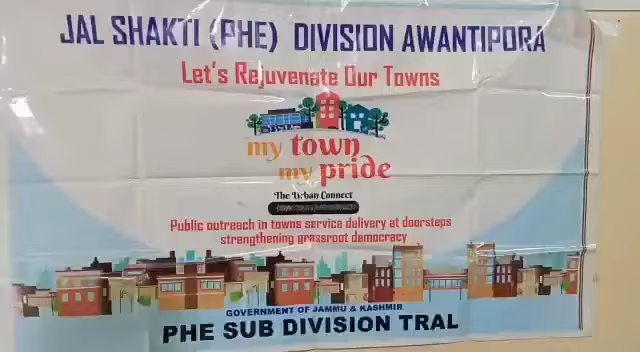 JAL SHAKTI (PHE) DIVISION AWANTIPORA
Let's Rejuvenate Our Towns
my town
my pride
The Urban Connect
Public outreach in towns service delivery at doorsteps
strengthening grassroot democracy
GOVERNMENT OF JAMMU & KASHMIR
PHE SUB DIVISION TRAL